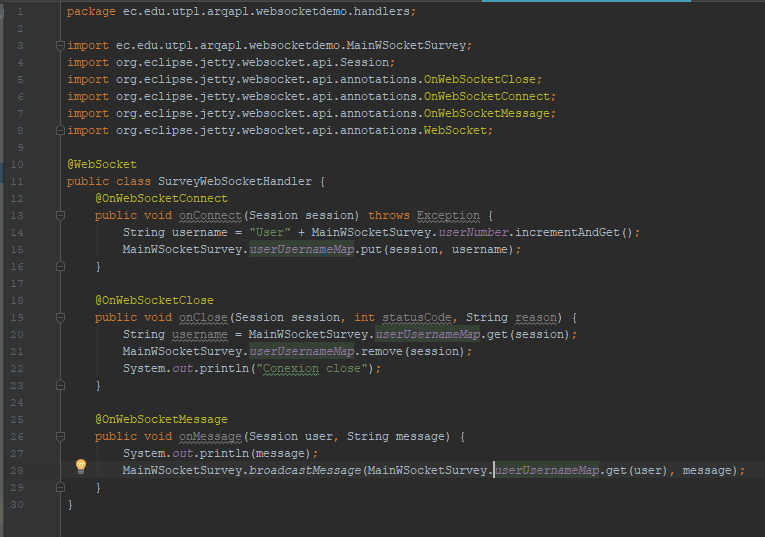 1 package ec.edu.utpl.arqapl.websocketdemo.handlers;
2
3 import ec.edu.utpl.arqapl.websocketdemo.MainWSocketSurvey;
4 import org.eclipse.jetty.websocket.api.Session;
5 import org.eclipse.jetty.websocket.api.annotations.OnWebSocketClose;
6 import org.eclipse.jetty.websocket.api.annotations.OnWebSocketConnect;
7 import org.eclipse.jetty.websocket.api.annotations.OnWebSocketMessage;
8 import org.eclipse.jetty.websocket.api.annotations.WebSocket;
9
10 @WebSocket
11 public class SurveyWebSocketHandler {
12     @OnWebSocketConnect
13     public void onConnect(Session session) throws Exception {
14         String username = "User" + MainWSocketSurvey.userNumber.incrementAndGet();
15         MainWSocketSurvey.userUsernameMap.put(session, username);
16     }
17
18     @OnWebSocketClose
19     public void onClose(Session session, int statusCode, String reason) {
20         String username = MainWSocketSurvey.userUsernameMap.get(session);
21         MainWSocketSurvey.userUsernameMap.remove(session);
22         System.out.println("Conexion close");
23     }
24
25     @OnWebSocketMessage
26     public void onMessage(Session user, String message) {
27         System.out.println(message);
28         MainWSocketSurvey.broadcastMessage(MainWSocketSurvey.userUsernameMap.get(user), message);
29     }
30 }